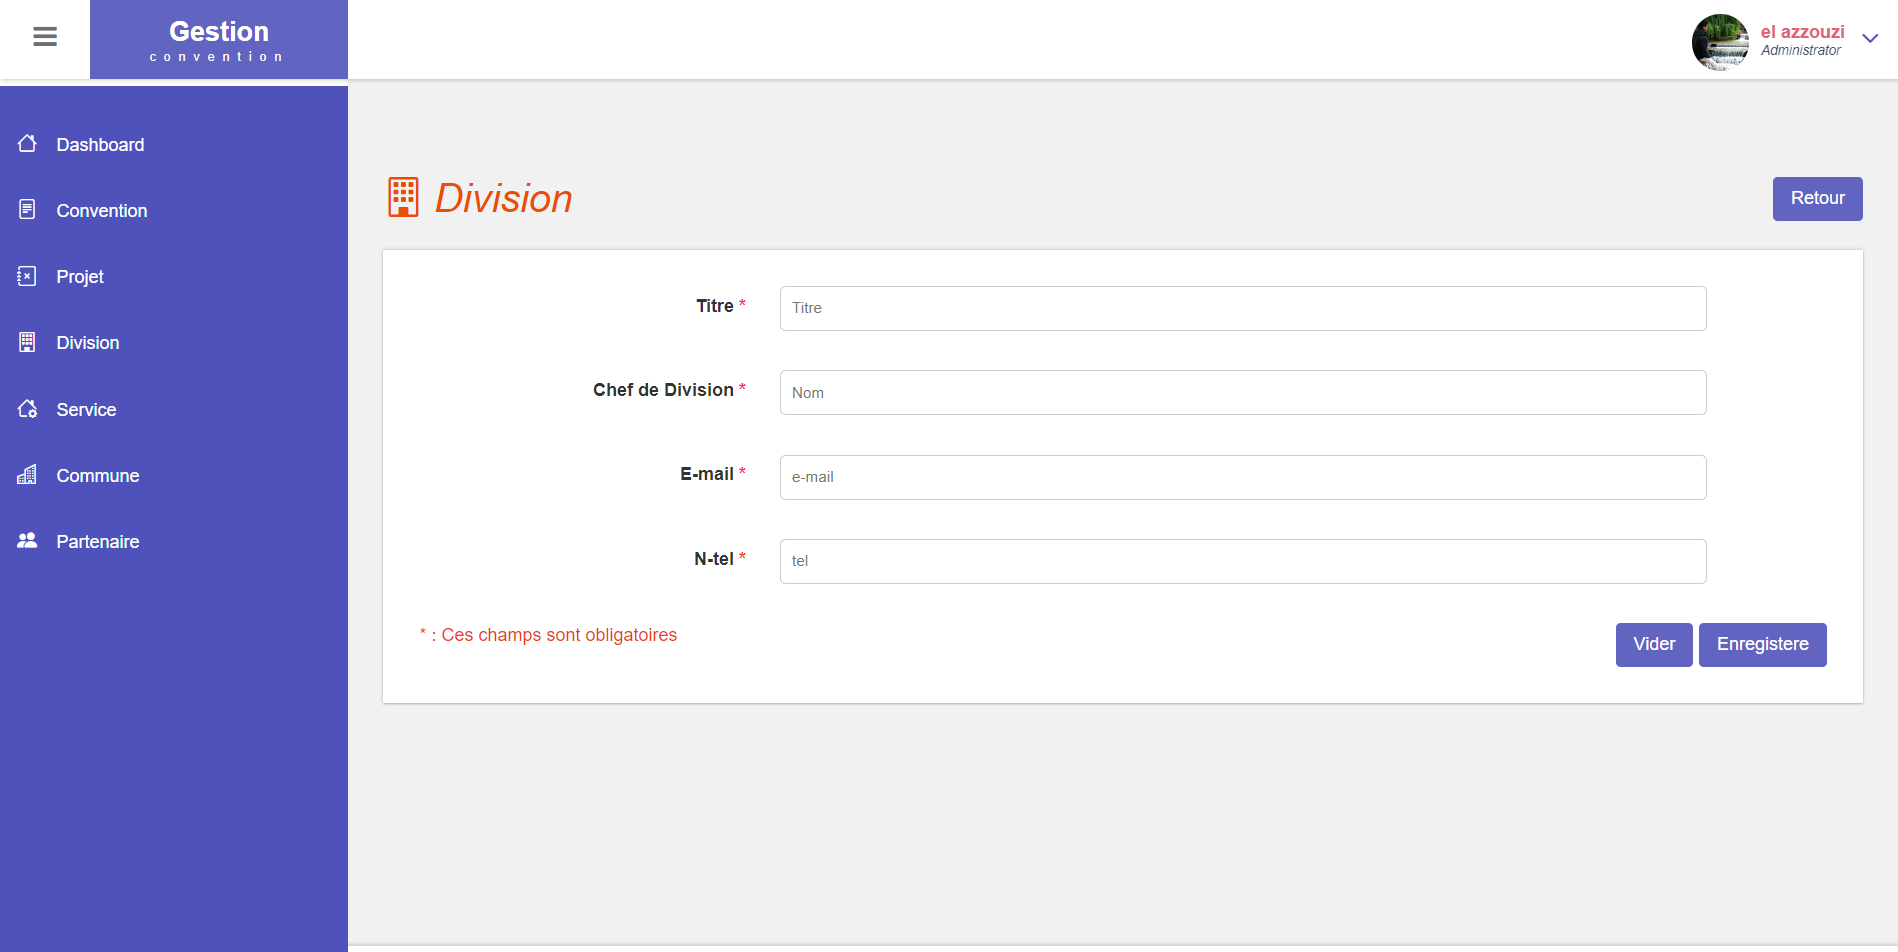 Gestion
convention
el azzouzi
Administrator
Dashboard
Convention
Projet
Division
Service
Commune
Partenaire
Division
Retour
Titre *
Titre
Chef de Division *
Nom
E-mail *
e-mail
N-tel *
tel
* : Ces champs sont obligatoires
Vider
Enregistere